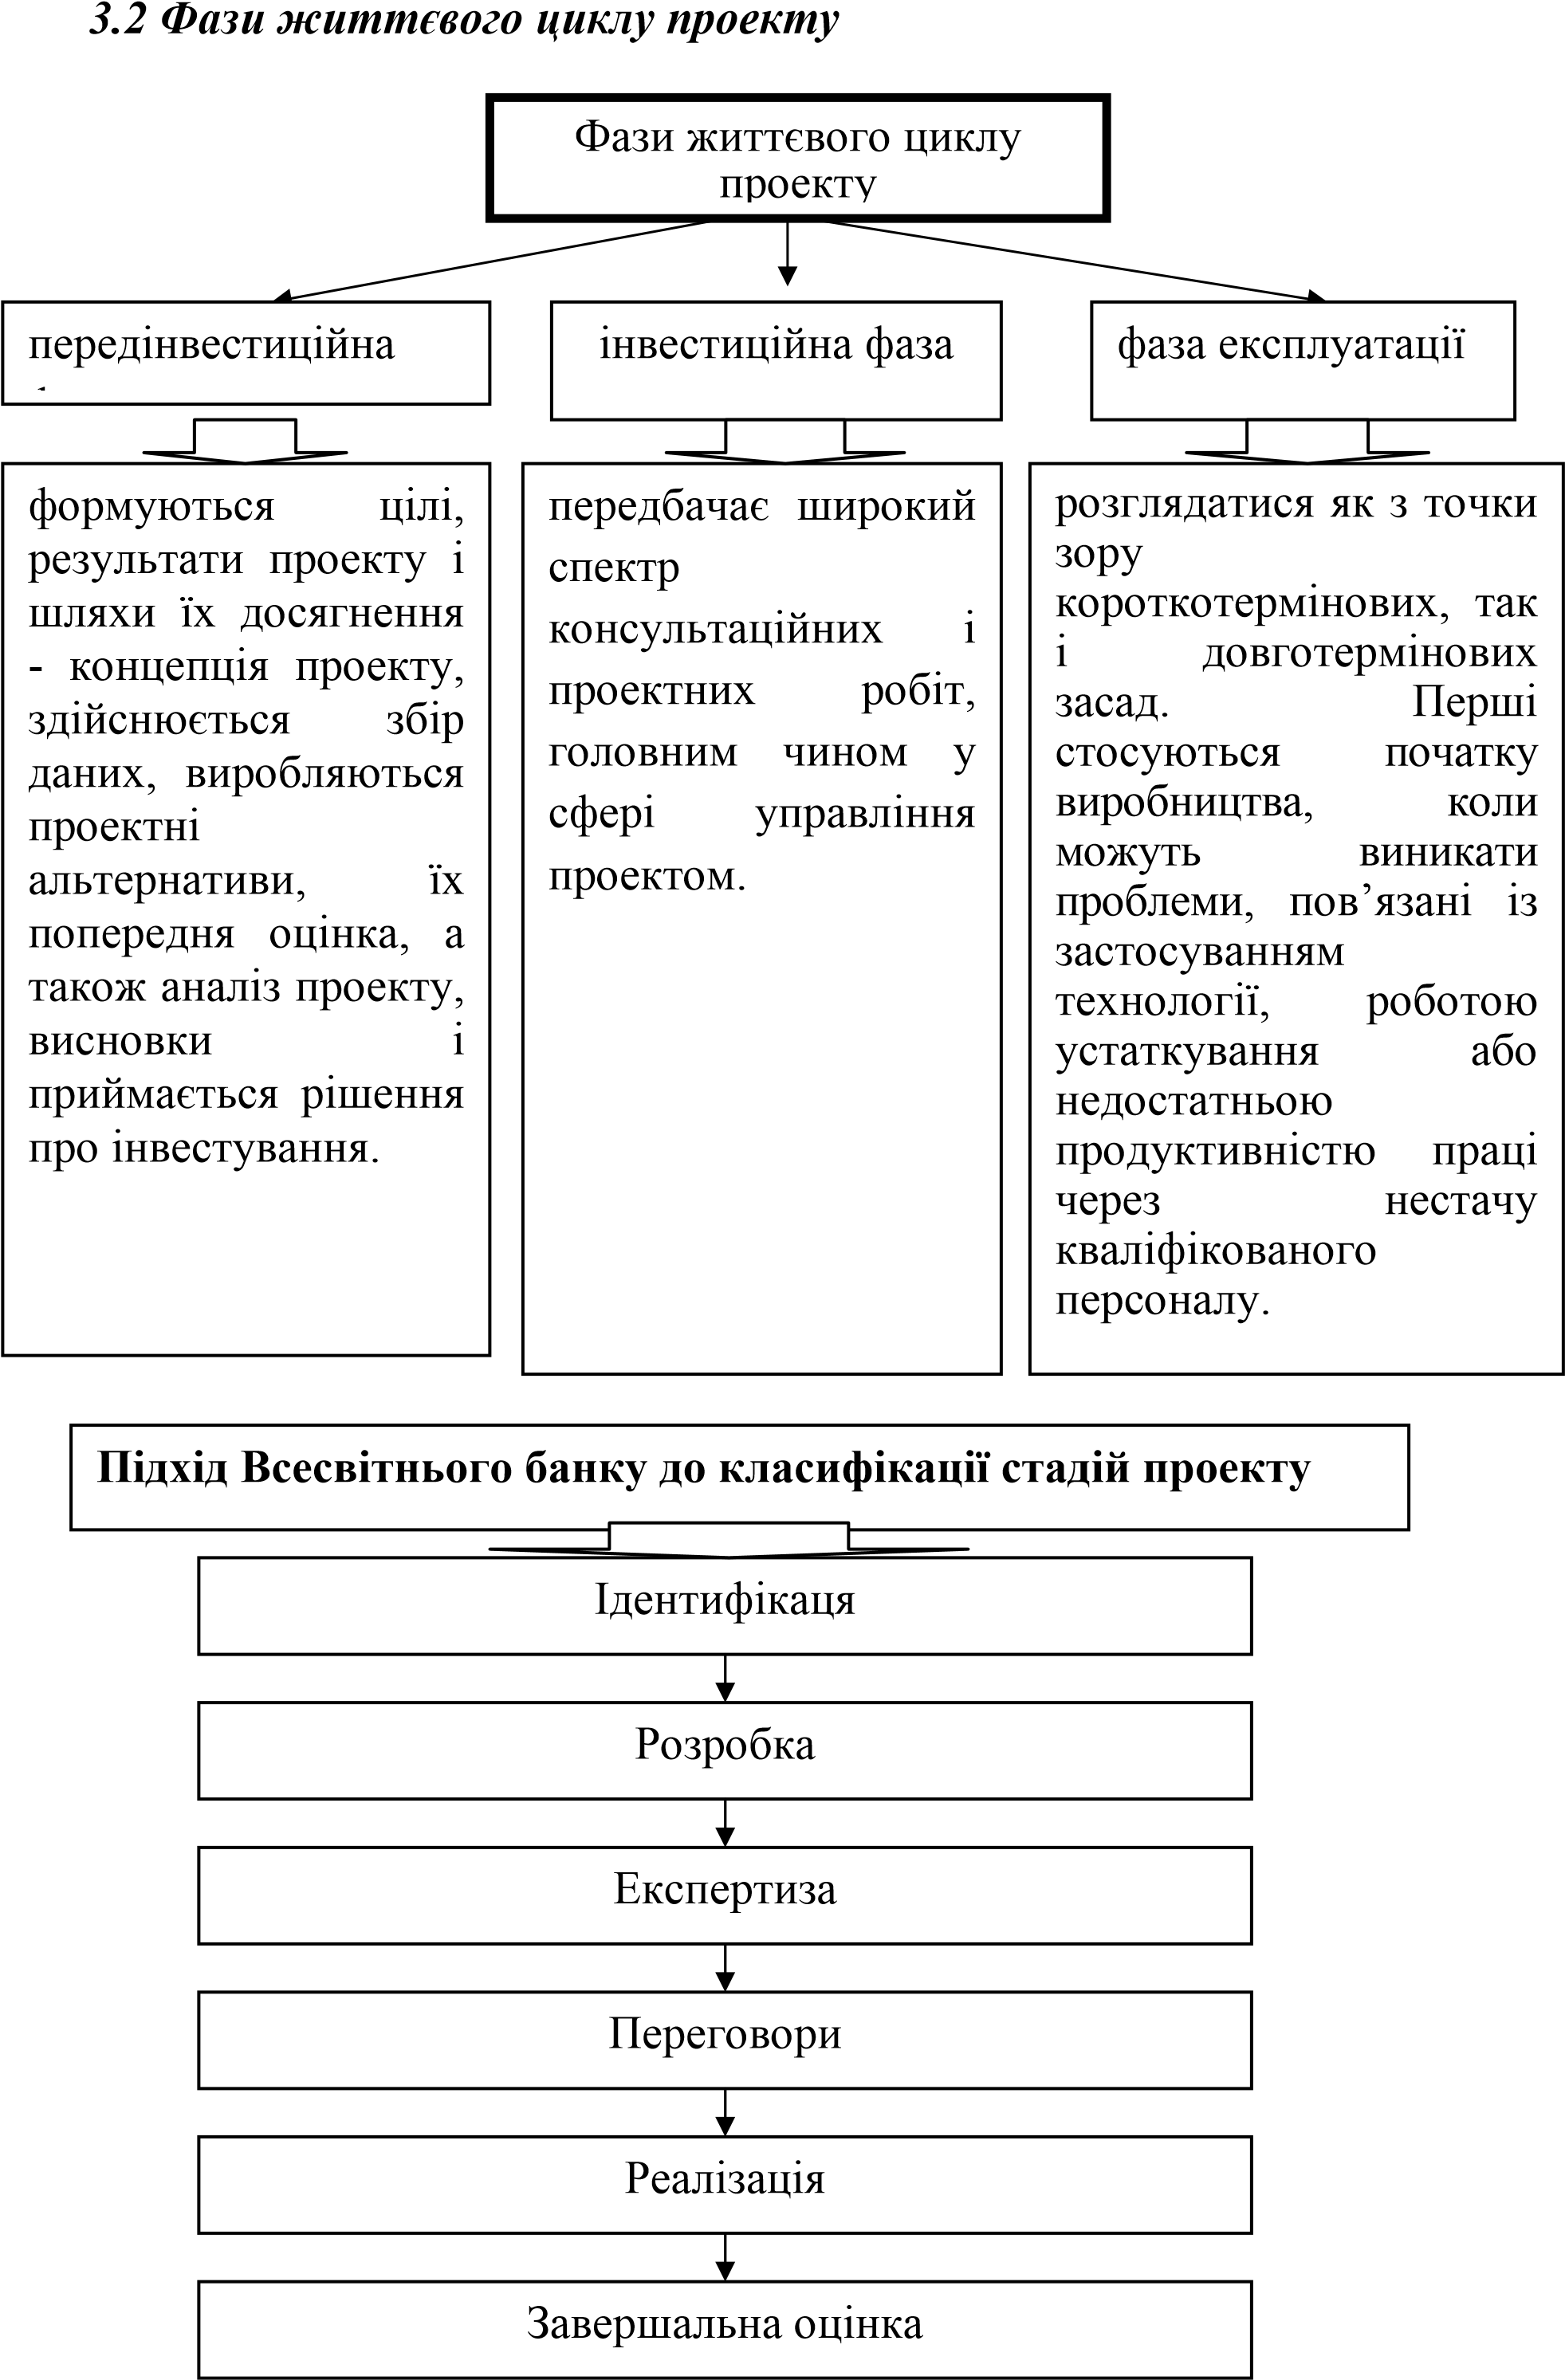 3.2 Фази життєвого циклу проекту
Фази життєвого циклу
проекту
передінвестиційна
інвестиційна фаза
фаза експлуатації
формуються цілі,
результати проекту і
шляхи їх досягнення
- концепція проекту,
здійснюється збір
даних, виробляються
проектні
альтернативи, їх
попередня оцінка, а
також аналіз проекту,
висновки і
приймається рішення
про інвестування.
передбачає широкий
спектр
консультаційних і
проектних робіт,
головним чином у
сфері управління
проектом.
розглядатися як з точки
зору
короткотермінових, так
і довготермінових
засад. Перші
стосуються початку
виробництва, коли
можуть виникати
проблеми, пов’язані із
застосуванням
технології, роботою
устаткування або
недостатньою
продуктивністю праці
через нестачу
кваліфікованого
персоналу.
Підхід Всесвітнього банку до класифікації стадій проекту
Ідентифікаця
Розробка
Експертиза
Переговори
Реалізація
Завершальна оцінка